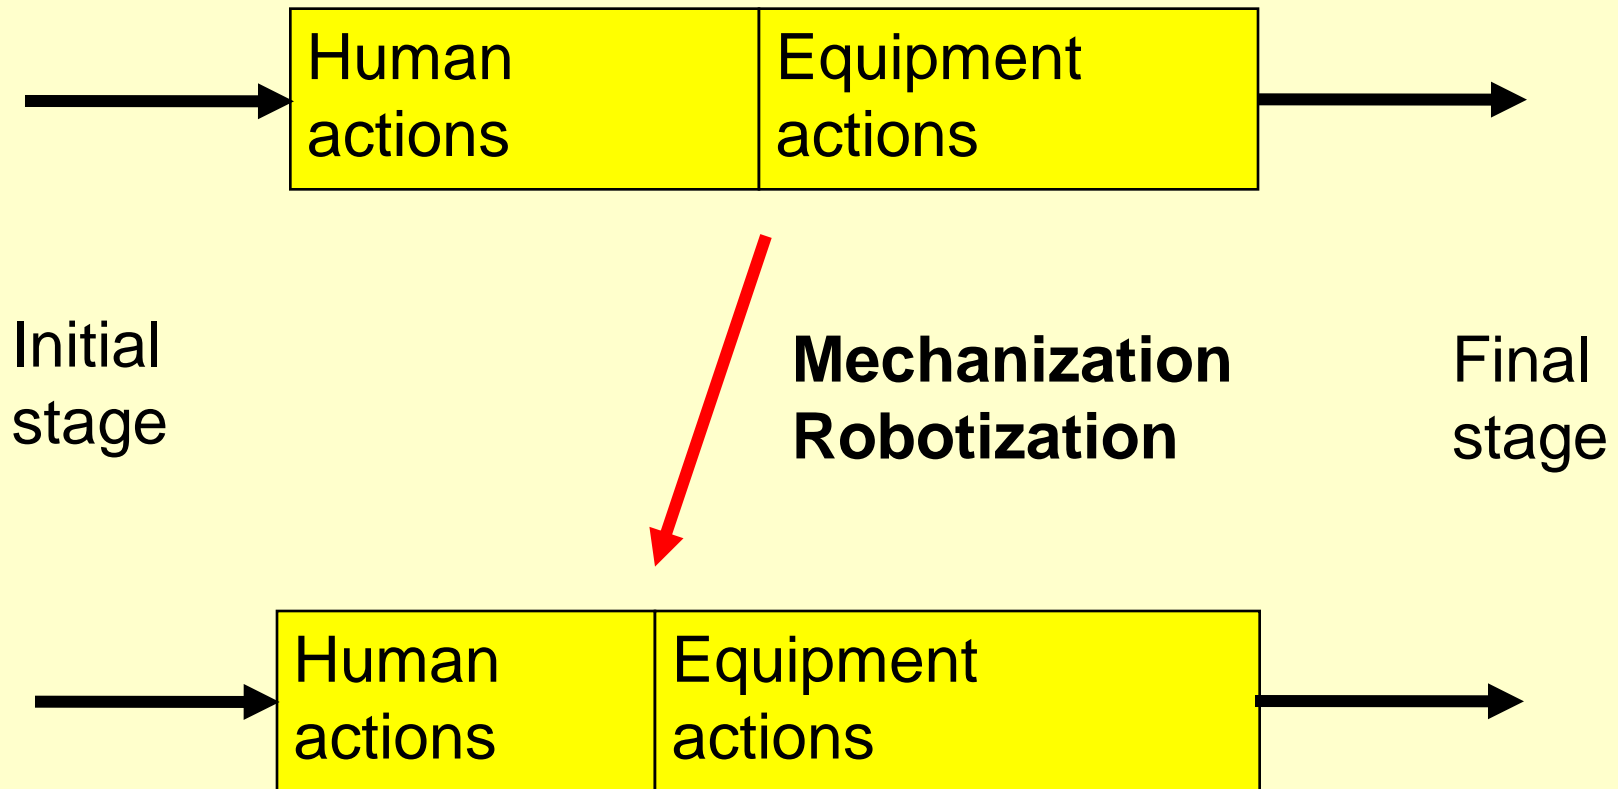 Human
actions
Equipment
actions
Initial
stage
Mechanization
Robotization
Final
stage
Human
actions
Equipment
actions